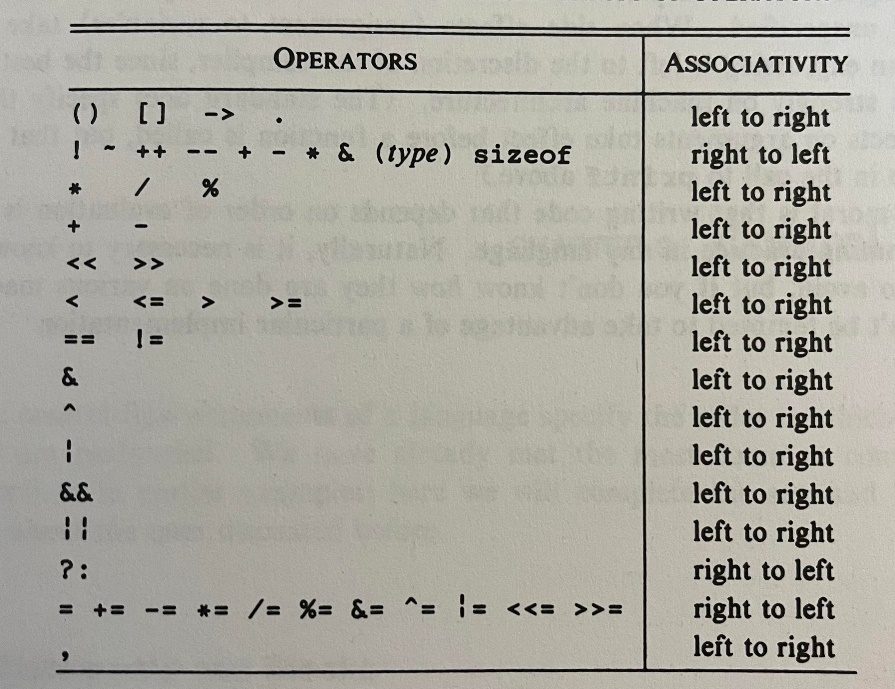 OPERATORS ASSOCIATIVITY
() [] -> . left to right
! ~ ++ -- + - * & (type) sizeof right to left
* / % left to right
+ - left to right
<< >> left to right
< <= > >= left to right
== != left to right
& left to right
^ left to right
¦ left to right
&& left to right
¦¦ left to right
?: right to left
= += -= *= /= %= &= ^= ¦= <<= >>= right to left
, left to right